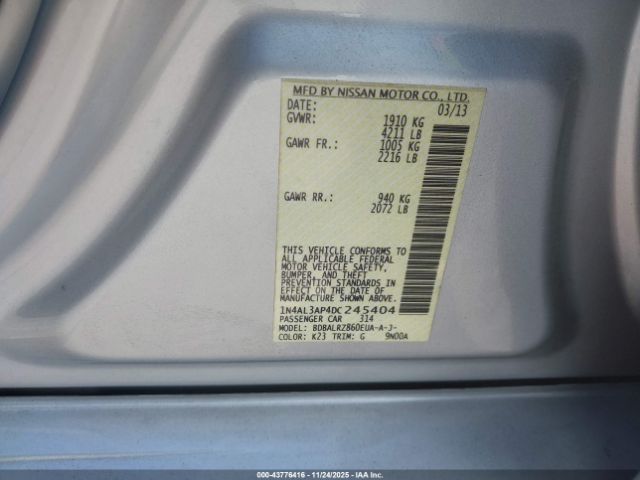 MFD BY NISSAN MOTOR CO., LTD.
DATE: 03/13
GVWR: 1910 KG
4211 LB
GAWR FR.: 1005 KG
2216 LB
GAWR RR.: 940 KG
2072 LB
THIS VEHICLE CONFORMS TO
ALL APPLICABLE FEDERAL
MOTOR VEHICLE SAFETY,
BUMPER, AND THEFT
PREVENTION STANDARDS IN
EFFECT ON THE DATE OF
MANUFACTURE SHOWN ABOVE.
1N4AL3AP4DC245404
PASSENGER CAR 314
MODEL: BDBALRZ860EUA-A-J-
COLOR: K23 TRIM: G 9N00A
000-43776416 - 11/24/2025 - IAA Inc.